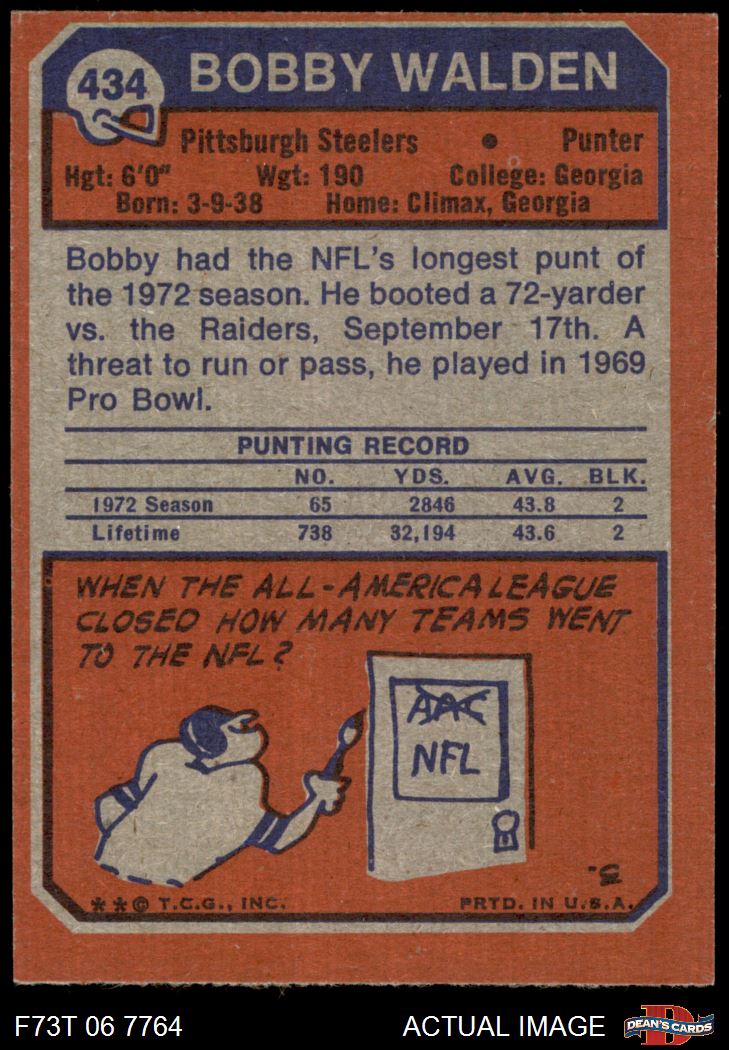 434
BOBBY WALDEN
Pittsburgh Steelers • Punter
Hgt: 6'0" Wgt: 190 College: Georgia
Born: 3-9-38 Home: Climax, Georgia
Bobby had the NFL's longest punt of
the 1972 season. He booted a 72-yarder
vs. the Raiders, September 17th. A
threat to run or pass, he played in 1969
Pro Bowl.
PUNTING RECORD
NO. YDS. AVG. BLK.
1972 Season 65 2846 43.8 2
Lifetime 738 32,194 43.6 2
WHEN THE ALL-AMERICA LEAGUE
CLOSED HOW MANY TEAMS WENT
TO THE NFL?
AAC
NFL
**© T.C.G., INC. PRTD. IN U.S.A.
F73T 06 7764 ACTUAL IMAGE
D
DEAN'S CARDS